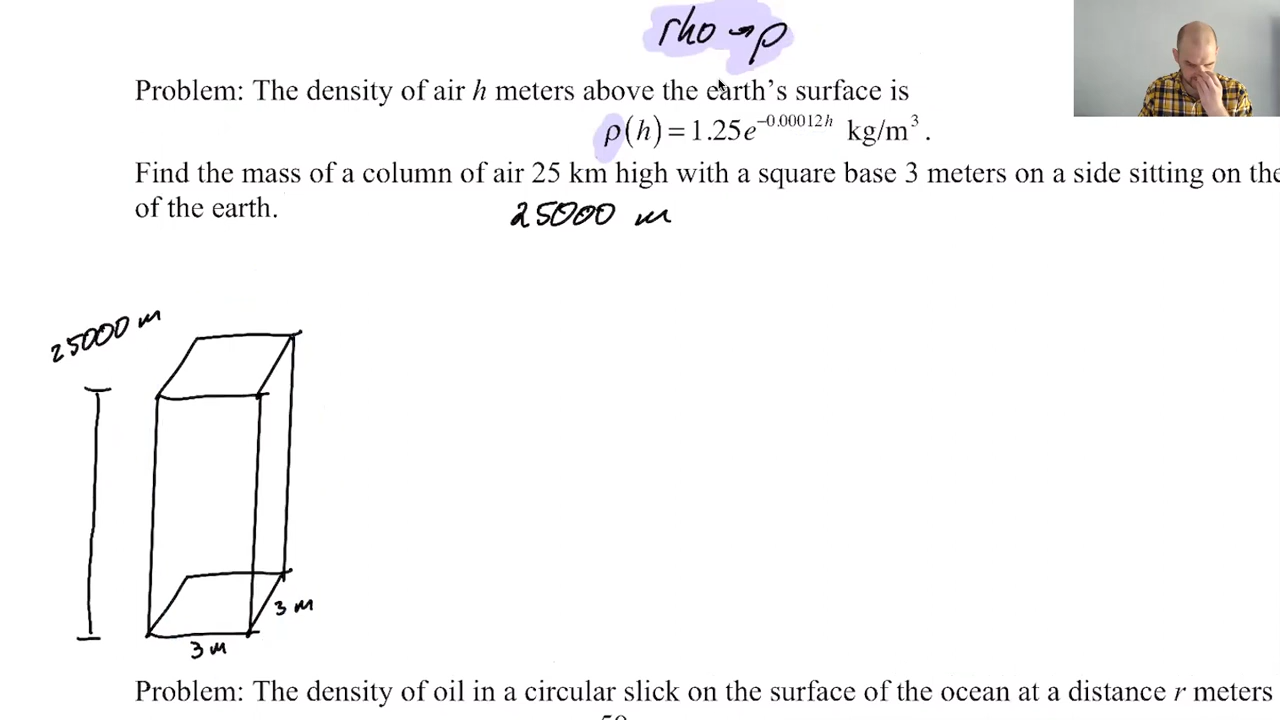 rho → ρ
Problem: The density of air h meters above the earth's surface is
ρ(h) = 1.25e^{-0.00012h} kg/m³.
Find the mass of a column of air 25 km high with a square base 3 meters on a side sitting on the
of the earth.
25000 m
25000 m
3 m
3 m
Problem: The density of oil in a circular slick on the surface of the ocean at a distance r meters